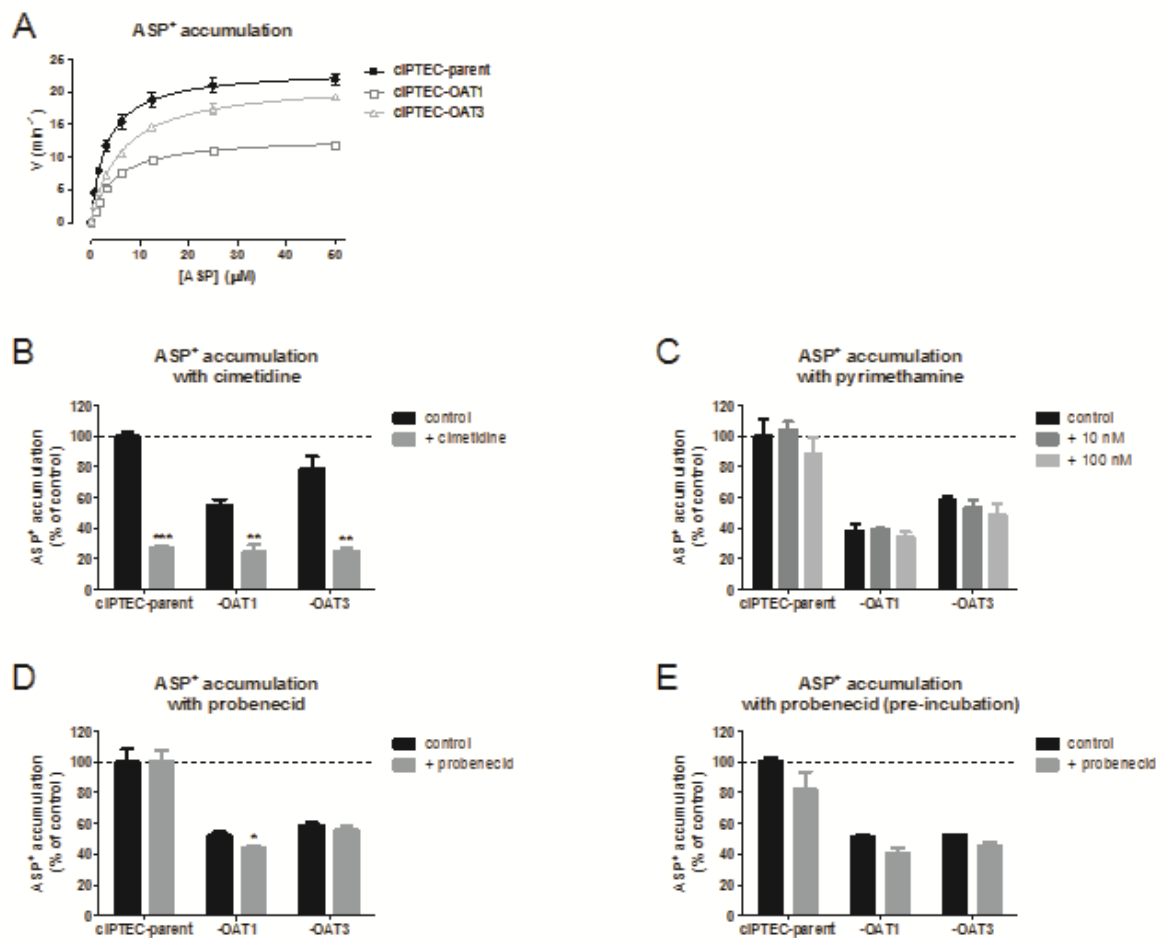 A
ASP⁺ accumulation
25
20
15
10
5
0
V (min⁻¹)
0 10 20 30 40 50
[ASP] (µM)
ciPTEC-parent
ciPTEC-OAT1
ciPTEC-OAT3
B
ASP⁺ accumulation
with cimetidine
120
100
80
60
40
20
0
ASP⁺ accumulation
(% of control)
*** ** **
ciPTEC-parent -OAT1 -OAT3
control
+ cimetidine
C
ASP⁺ accumulation
with pyrimethamine
120
100
80
60
40
20
0
ASP⁺ accumulation
(% of control)
ciPTEC-parent -OAT1 -OAT3
control
+ 10 nM
+ 100 nM
D
ASP⁺ accumulation
with probenecid
120
100
80
60
40
20
0
ASP⁺ accumulation
(% of control)
*
ciPTEC-parent -OAT1 -OAT3
control
+ probenecid
E
ASP⁺ accumulation
with probenecid (pre-incubation)
120
100
80
60
40
20
0
ASP⁺ accumulation
(% of control)
ciPTEC-parent -OAT1 -OAT3
control
+ probenecid